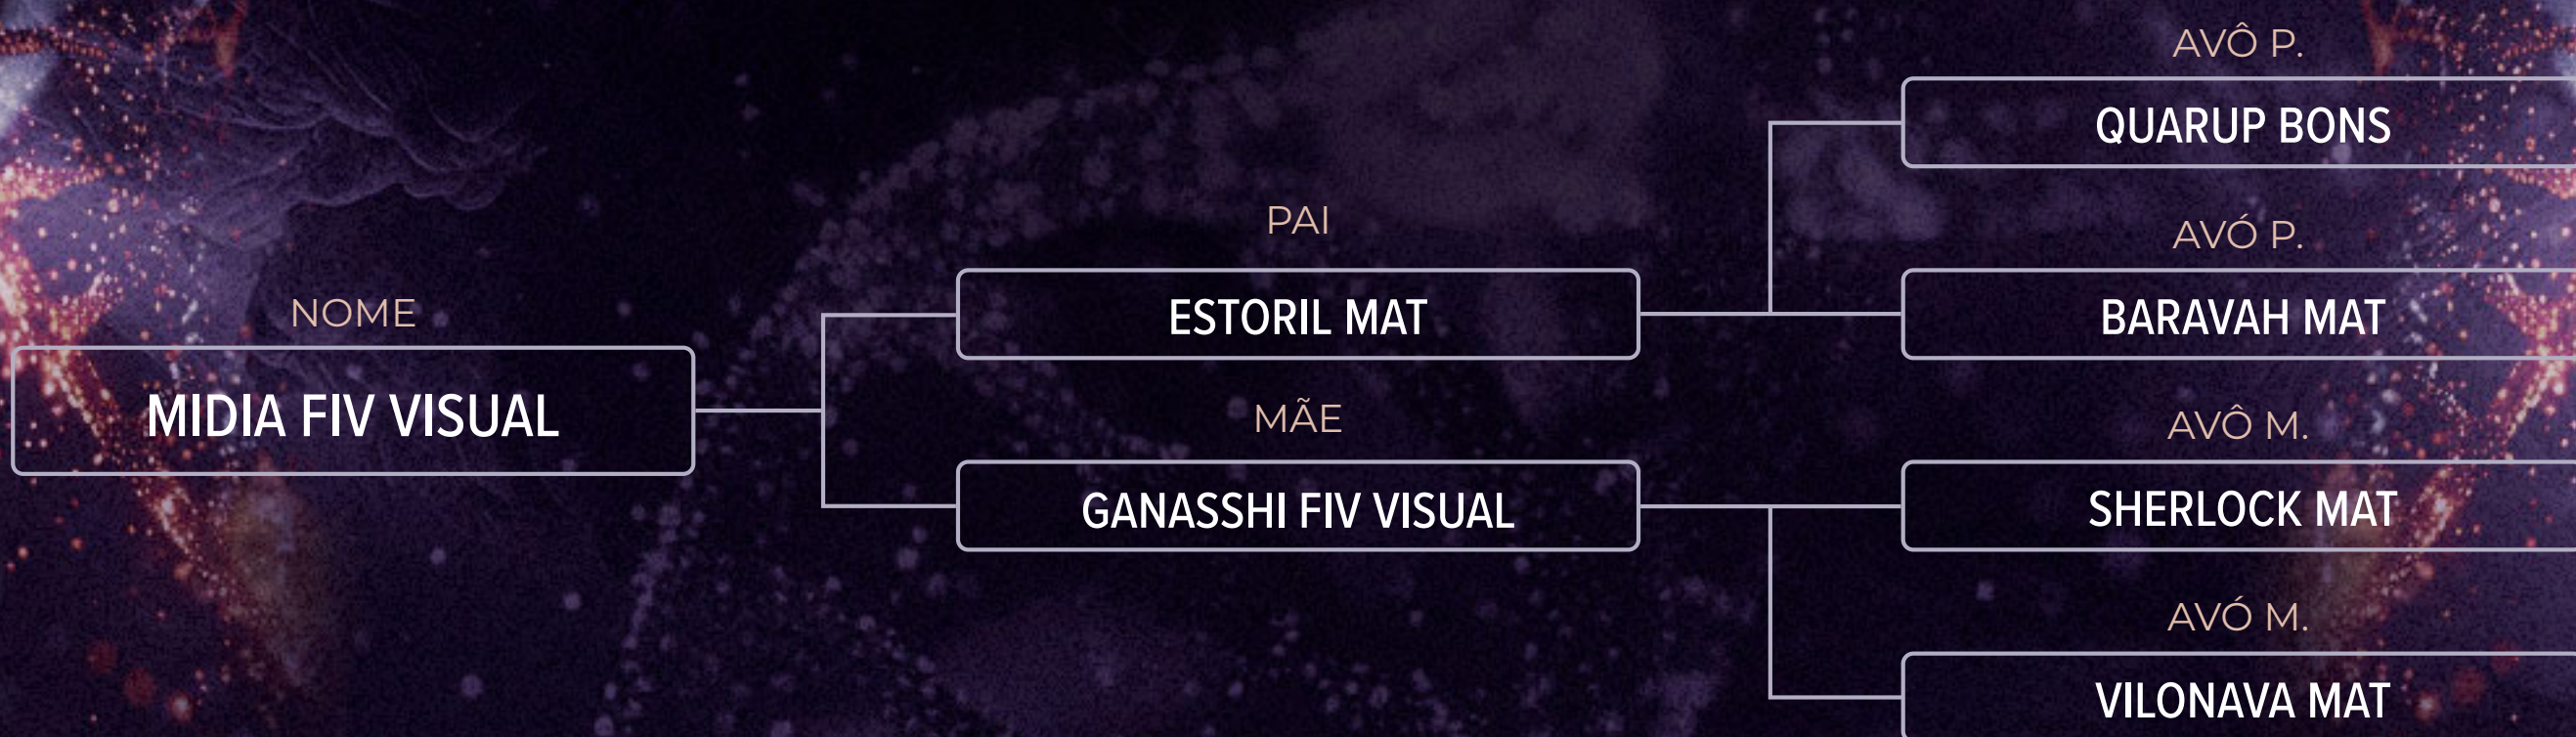 NOME
MIDIA FIV VISUAL
PAI
ESTORIL MAT
MÃE
GANASSHI FIV VISUAL
AVÔ P.
QUARUP BONS
AVÓ P.
BARAVAH MAT
AVÔ M.
SHERLOCK MAT
AVÓ M.
VILONAVA MAT